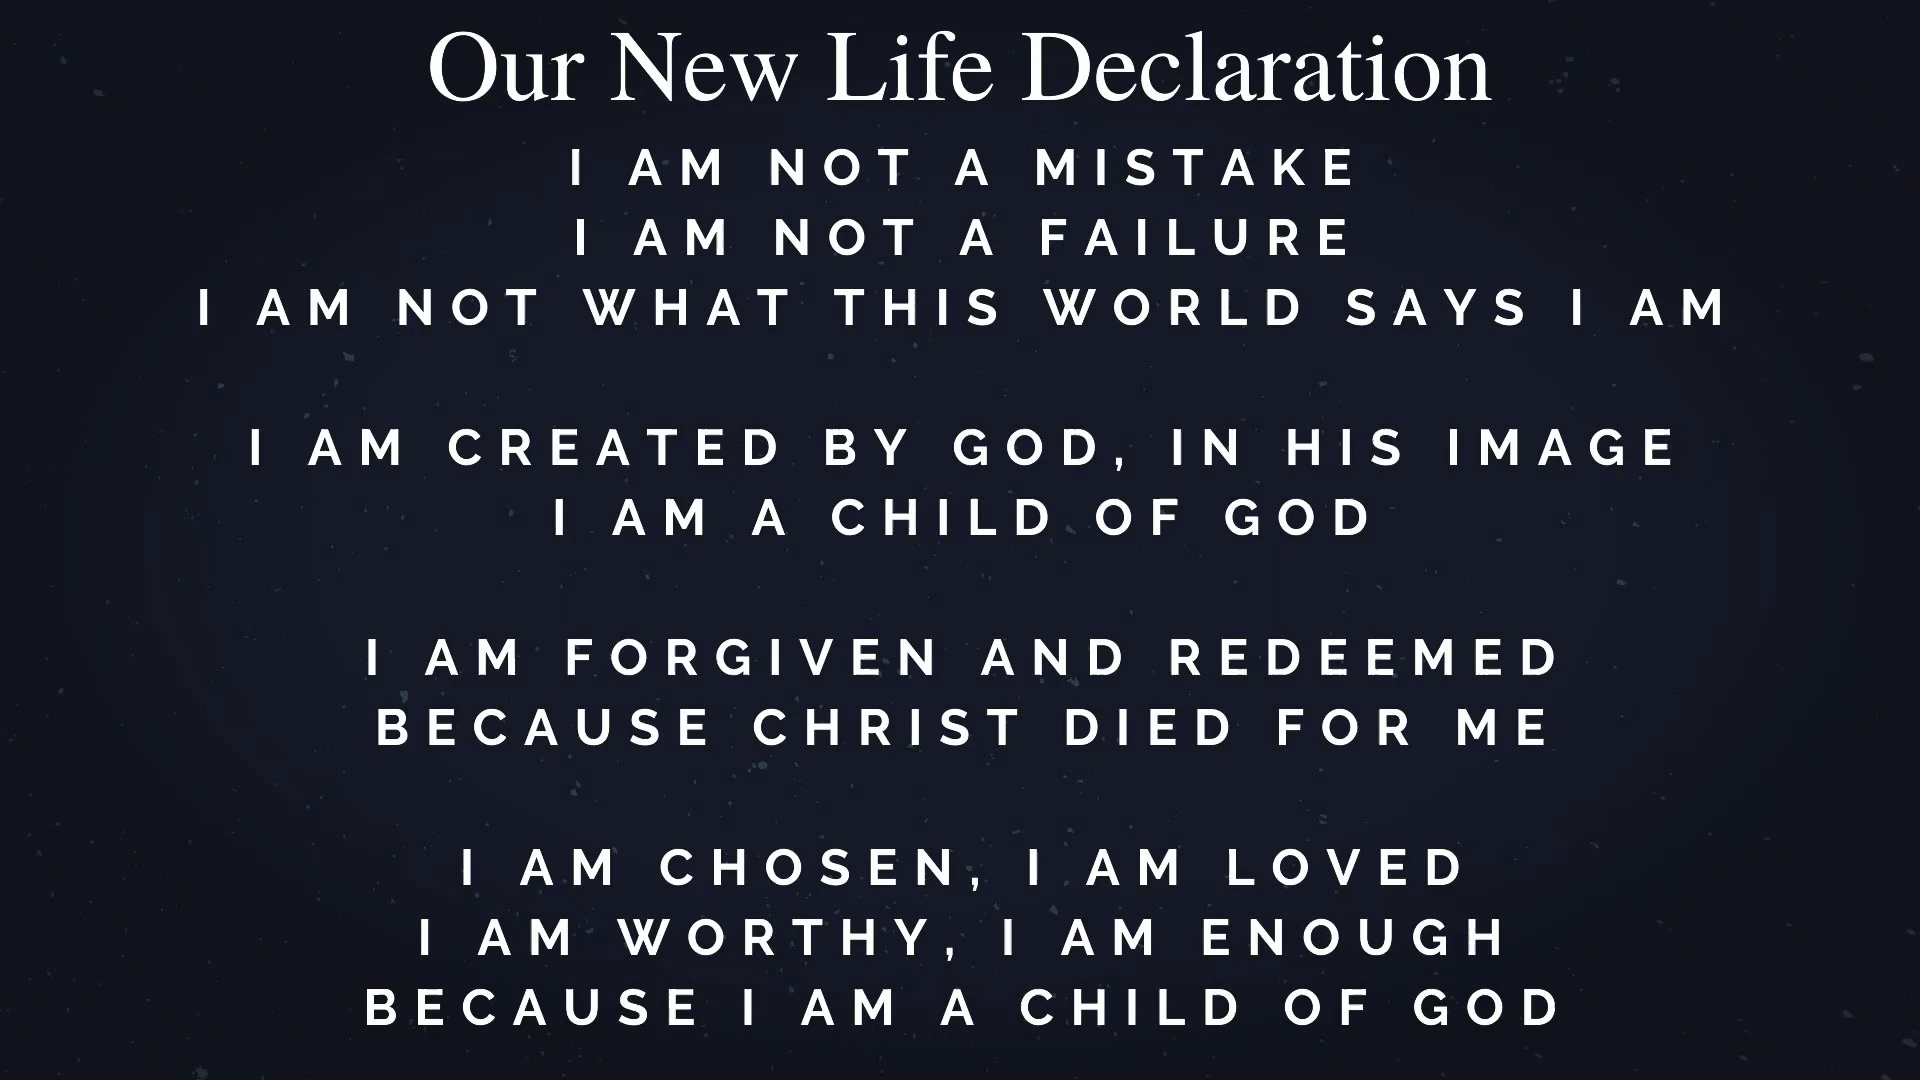 Our New Life Declaration
I AM NOT A MISTAKE
I AM NOT A FAILURE
I AM NOT WHAT THIS WORLD SAYS I AM
I AM CREATED BY GOD, IN HIS IMAGE
I AM A CHILD OF GOD
I AM FORGIVEN AND REDEEMED
BECAUSE CHRIST DIED FOR ME
I AM CHOSEN, I AM LOVED
I AM WORTHY, I AM ENOUGH
BECAUSE I AM A CHILD OF GOD